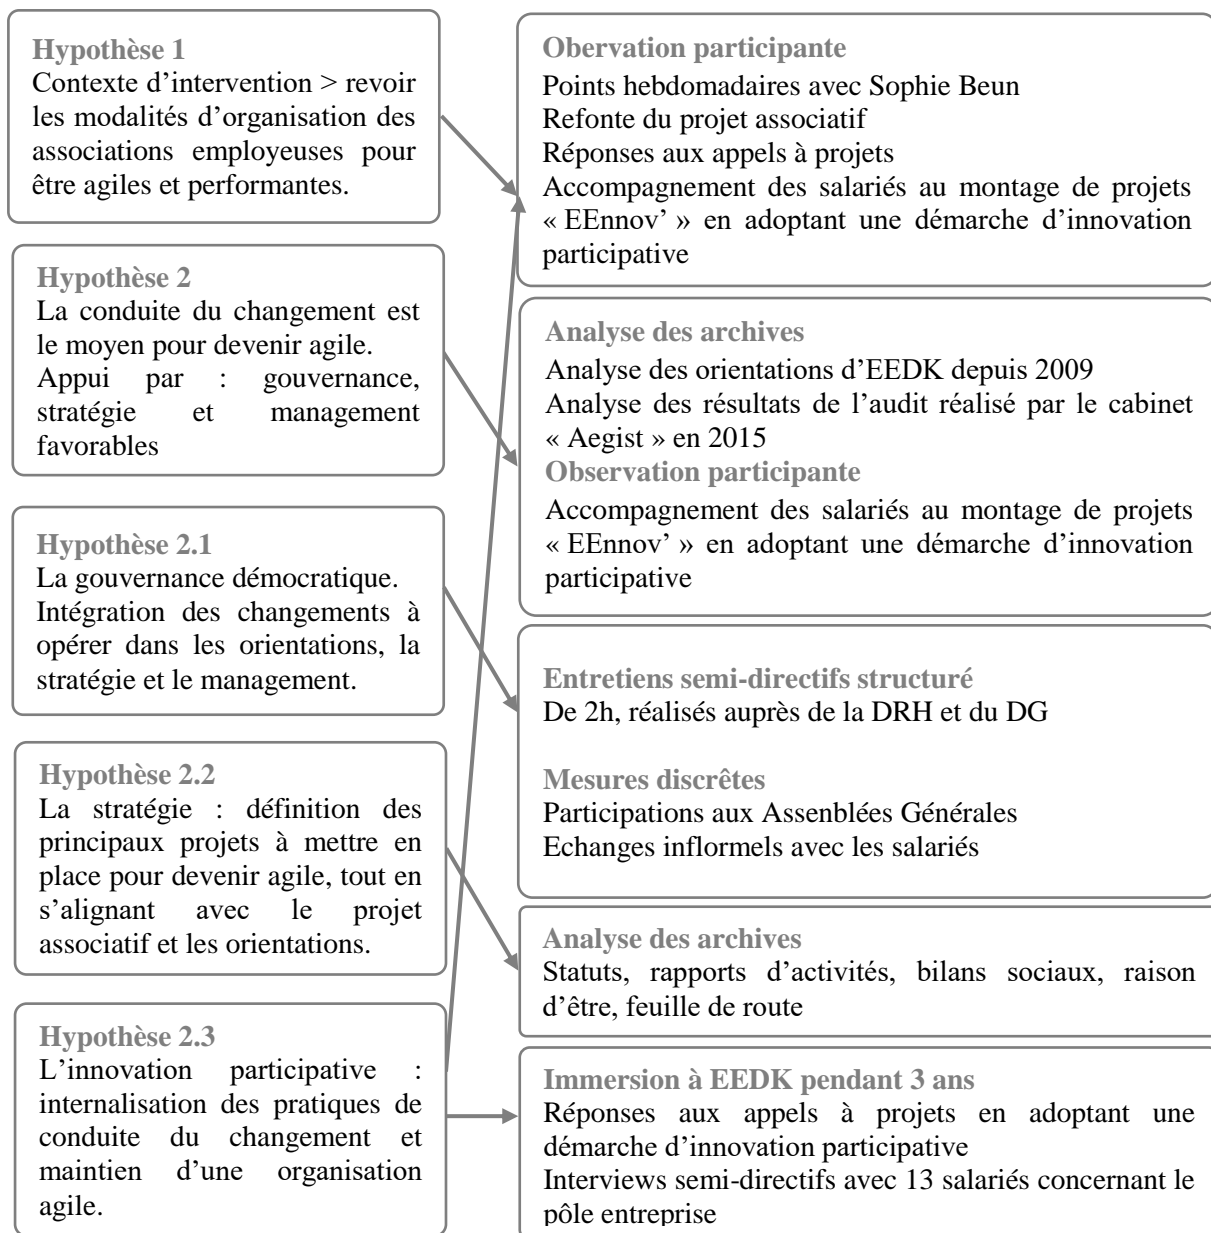 Hypothèse 1
Contexte d’intervention > revoir
les modalités d’organisation des
associations employeuses pour
être agiles et performantes.
Hypothèse 2
La conduite du changement est
le moyen pour devenir agile.
Appui par : gouvernance,
stratégie et management
favorables
Hypothèse 2.1
La gouvernance démocratique.
Intégration des changements à
opérer dans les orientations, la
stratégie et le management.
Hypothèse 2.2
La stratégie : définition des
principaux projets à mettre en
place pour devenir agile, tout en
s’alignant avec le projet
associatif et les orientations.
Hypothèse 2.3
L’innovation participative :
internalisation des pratiques de
conduite du changement et
maintien d’une organisation
agile.
Obervation participante
Points hebdomadaires avec Sophie Beun
Refonte du projet associatif
Réponses aux appels à projets
Accompagnement des salariés au montage de projets
« EEnnov’ » en adoptant une démarche d’innovation
participative
Analyse des archives
Analyse des orientations d’EEDK depuis 2009
Analyse des résultats de l’audit réalisé par le cabinet
« Aegist » en 2015
Observation participante
Accompagnement des salariés au montage de projets
« EEnnov’ » en adoptant une démarche d’innovation
participative
Entretiens semi-directifs structuré
De 2h, réalisés auprès de la DRH et du DG
Mesures discrêtes
Participations aux Assenblées Générales
Echanges inflormels avec les salariés
Analyse des archives
Statuts, rapports d’activités, bilans sociaux, raison
d’être, feuille de route
Immersion à EEDK pendant 3 ans
Réponses aux appels à projets en adoptant une
démarche d’innovation participative
Interviews semi-directifs avec 13 salariés concernant le
pôle entreprise